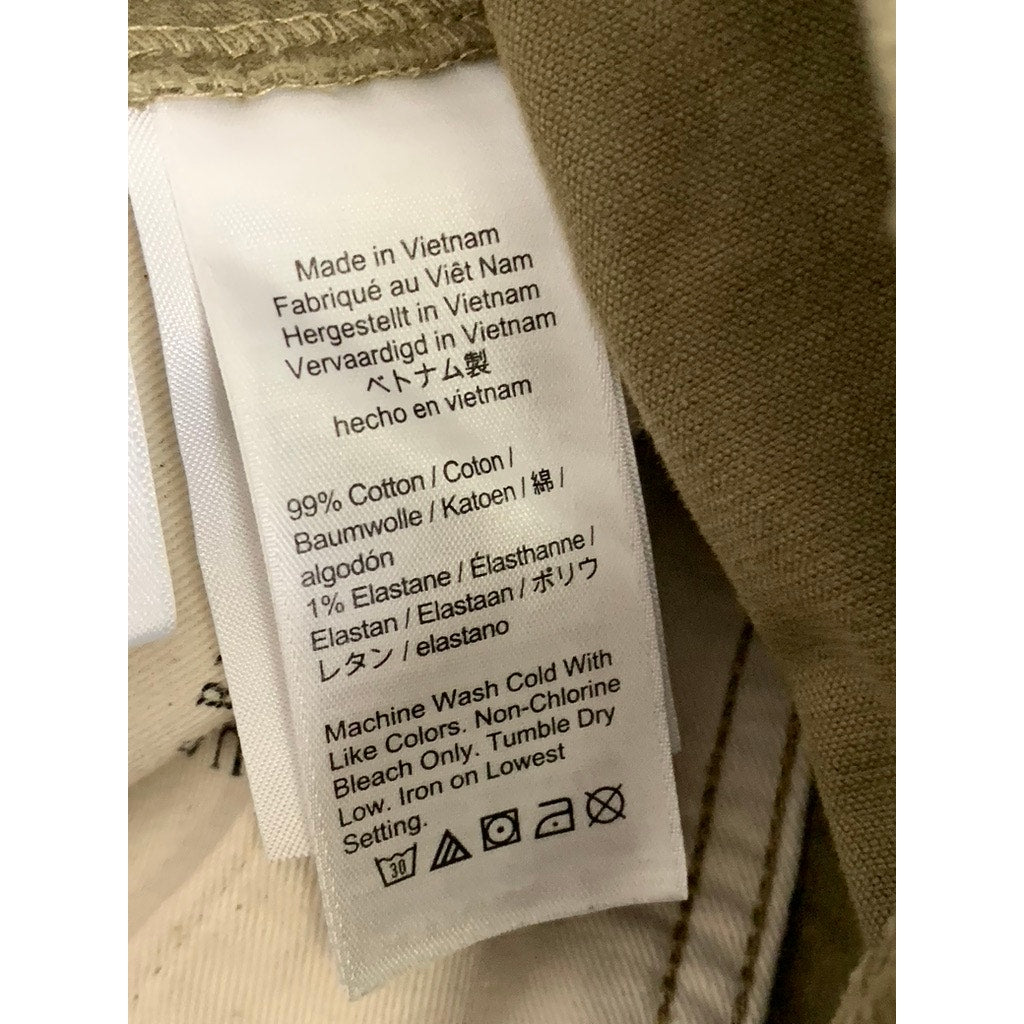 Made in Vietnam
Fabriqué au Viêt Nam
Hergestellt in Vietnam
Vervaardigd in Vietnam
ベトナム製
hecho en vietnam
99% Cotton / Coton /
Baumwolle / Katoen / 綿 /
algodón
1% Elastane / Élasthanne /
Elastan / Elastaan / ポリウ
レタン / elastano
Machine Wash Cold With
Like Colors. Non-Chlorine
Bleach Only. Tumble Dry
Low. Iron on Lowest
Setting.
30